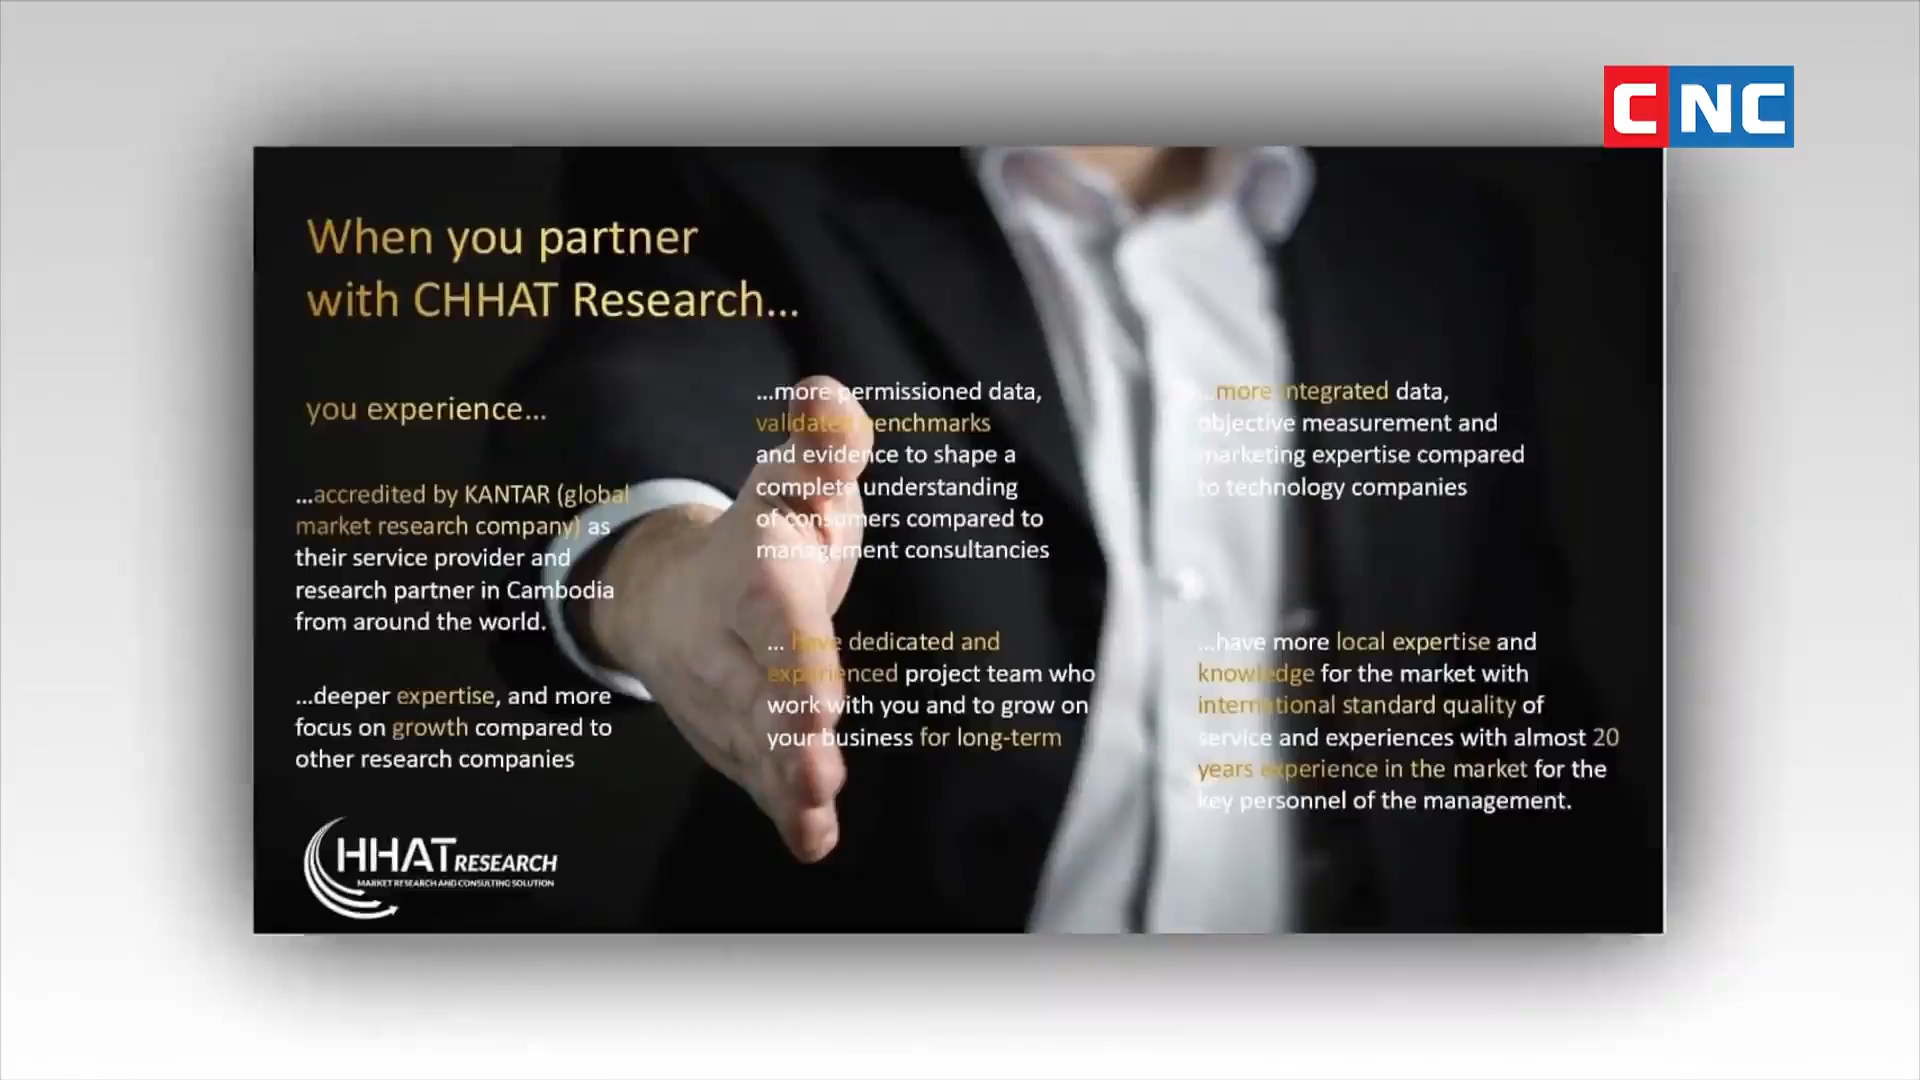 CNC
When you partner
with CHHAT Research...
you experience...
...accredited by KANTAR (global
market research company) as
their service provider and
research partner in Cambodia
from around the world.
...deeper expertise, and more
focus on growth compared to
other research companies
...more permissioned data,
validated benchmarks
and evidence to shape a
complete understanding
of consumers compared to
management consultancies
... have dedicated and
experienced project team who
work with you and to grow on
your business for long-term
...more integrated data,
objective measurement and
marketing expertise compared
to technology companies
...have more local expertise and
knowledge for the market with
international standard quality of
service and experiences with almost 20
years experience in the market for the
key personnel of the management.
CHHAT RESEARCH
MARKET RESEARCH AND CONSULTING SOLUTION